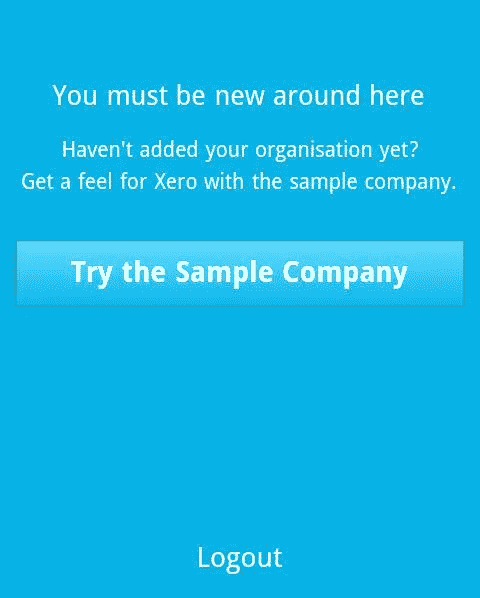 You must be new around here
Haven't added your organisation yet?
Get a feel for Xero with the sample company.
Try the Sample Company
Logout